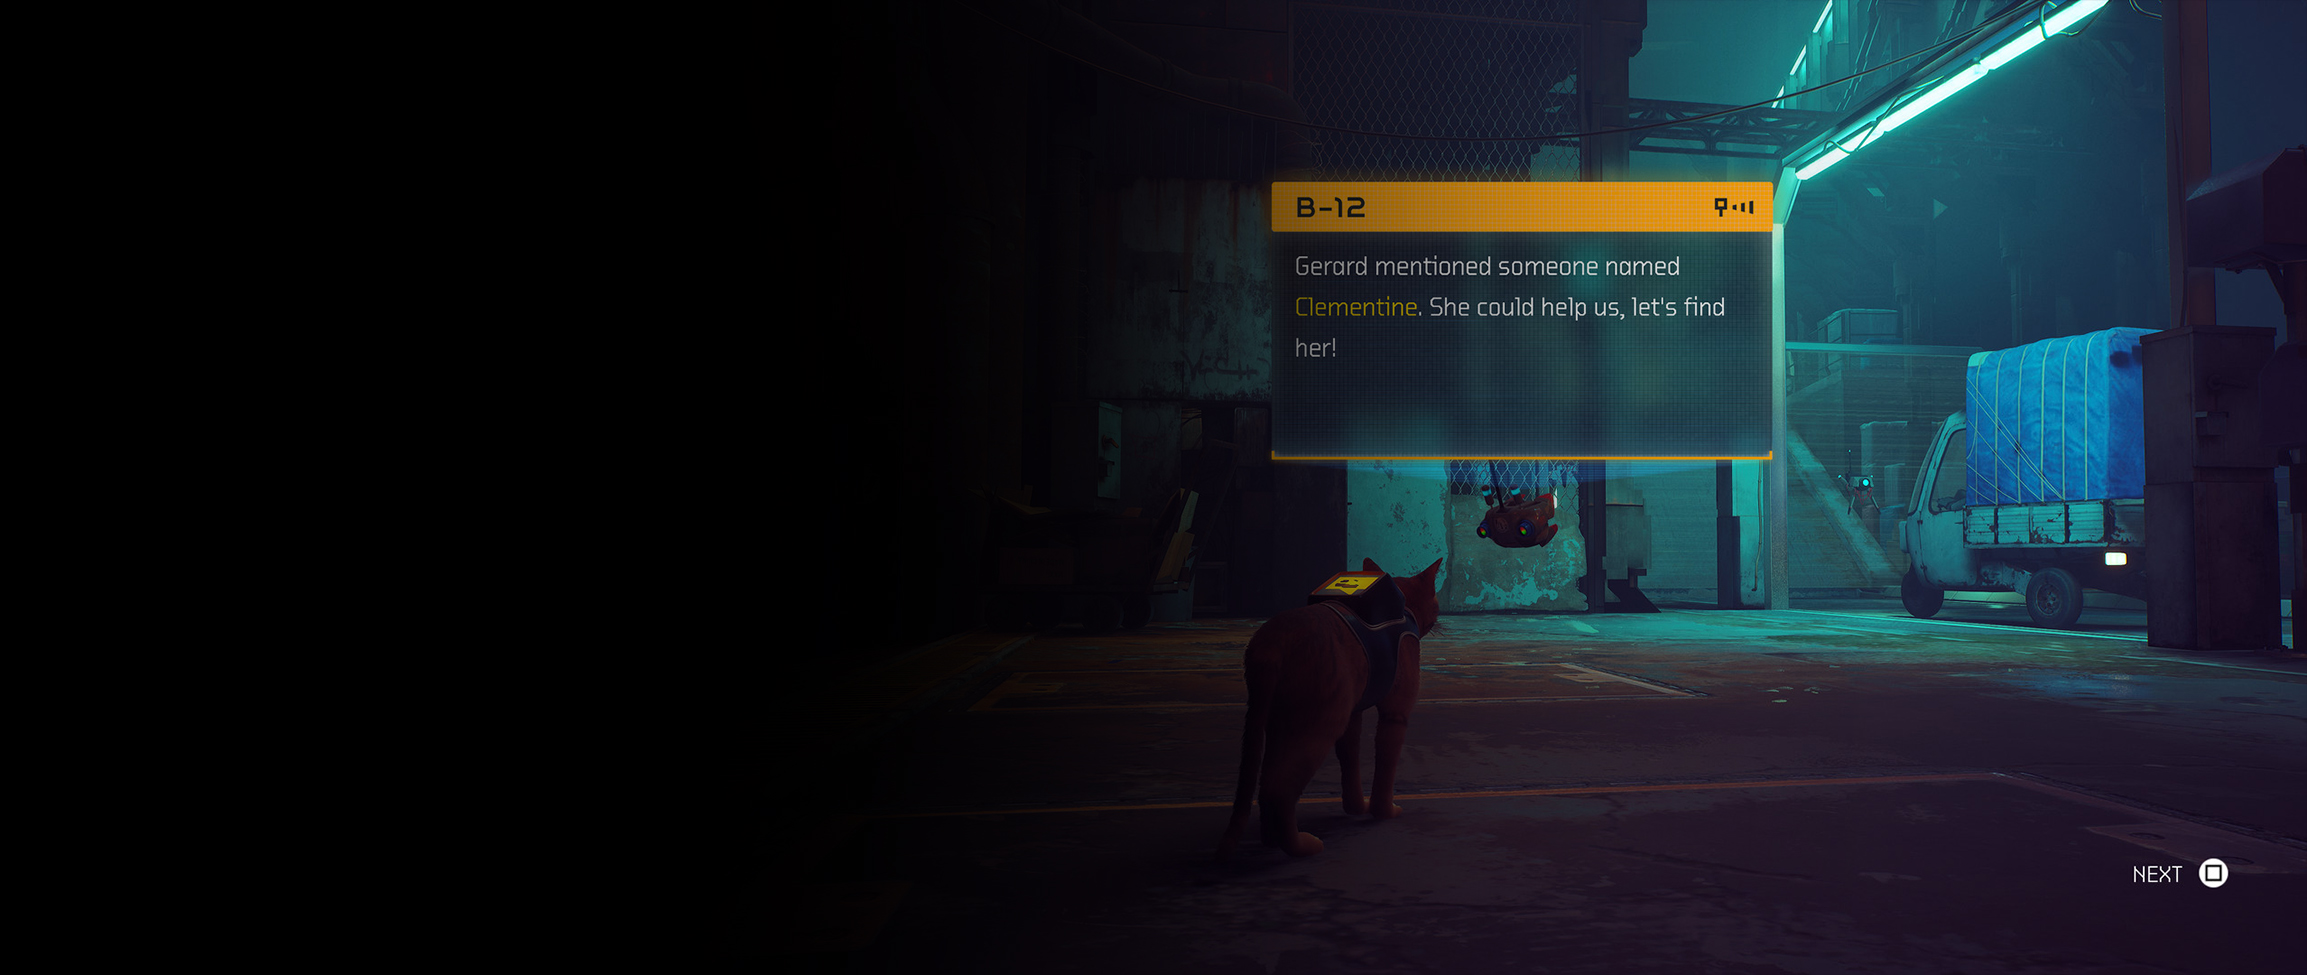 B-12
Gerard mentioned someone named
Clementine. She could help us, let's find
her!
NEXT